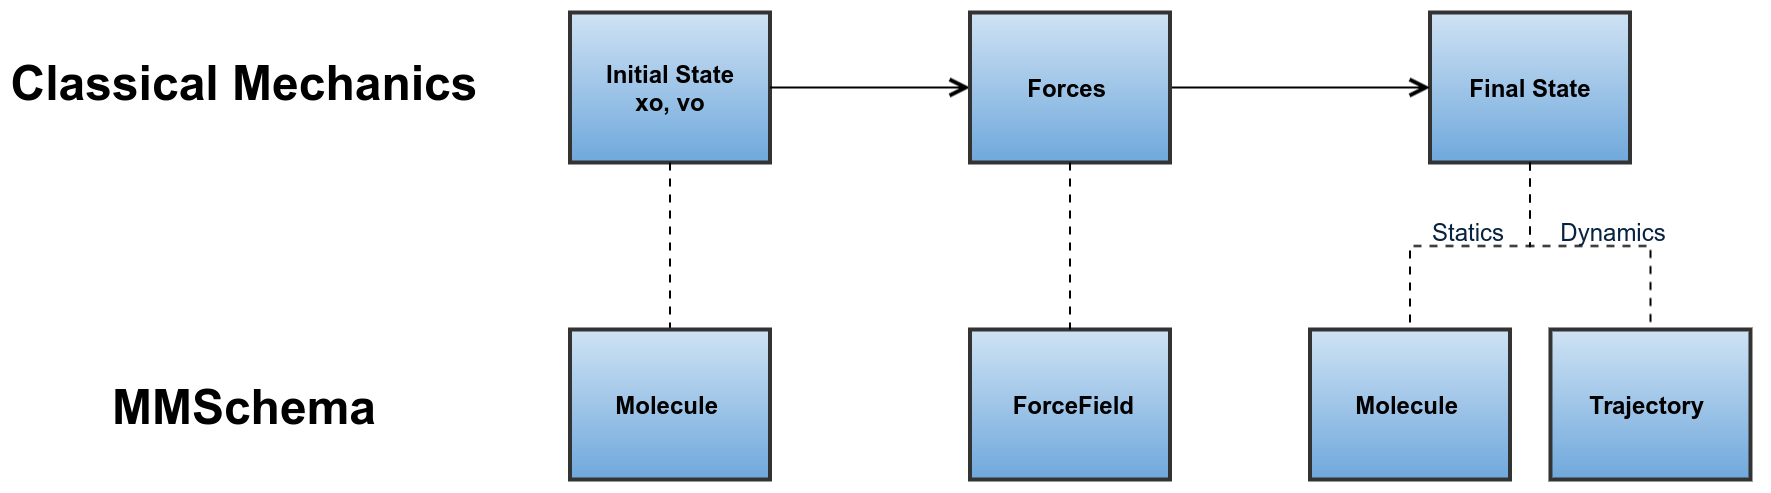 Classical Mechanics
Initial State
xo, vo
Forces
Final State
Statics
Dynamics
MMSchema
Molecule
ForceField
Molecule
Trajectory